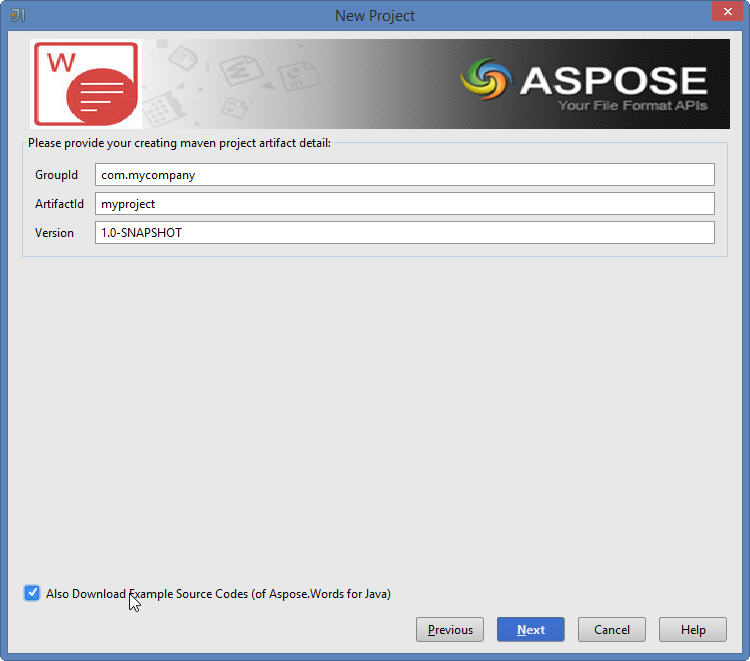 New Project
W
ASPOSE
Your File Format APIs
Please provide your creating maven project artifact detail:
GroupId com.mycompany
ArtifactId myproject
Version 1.0-SNAPSHOT
Also Download Example Source Codes (of Aspose.Words for Java)
Previous Next Cancel Help